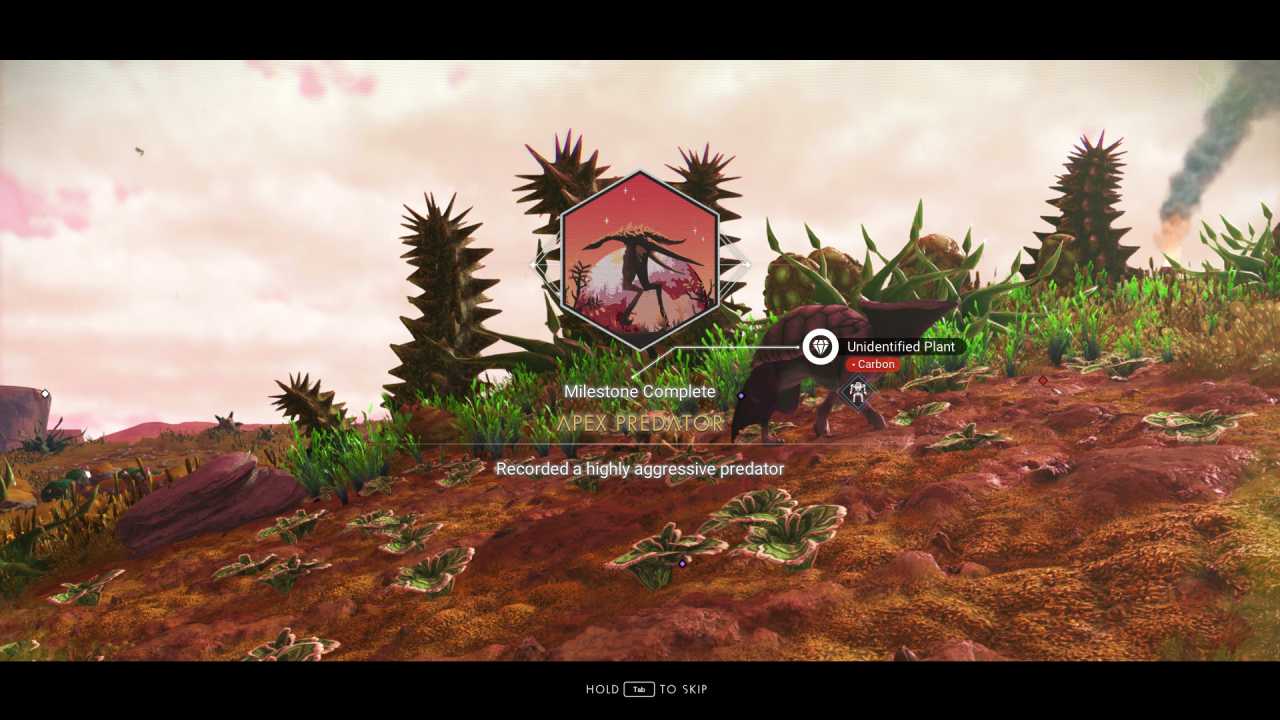 Unidentified Plant
• Carbon
Milestone Complete
APEX PREDATOR
Recorded a highly aggressive predator
HOLD Tab TO SKIP